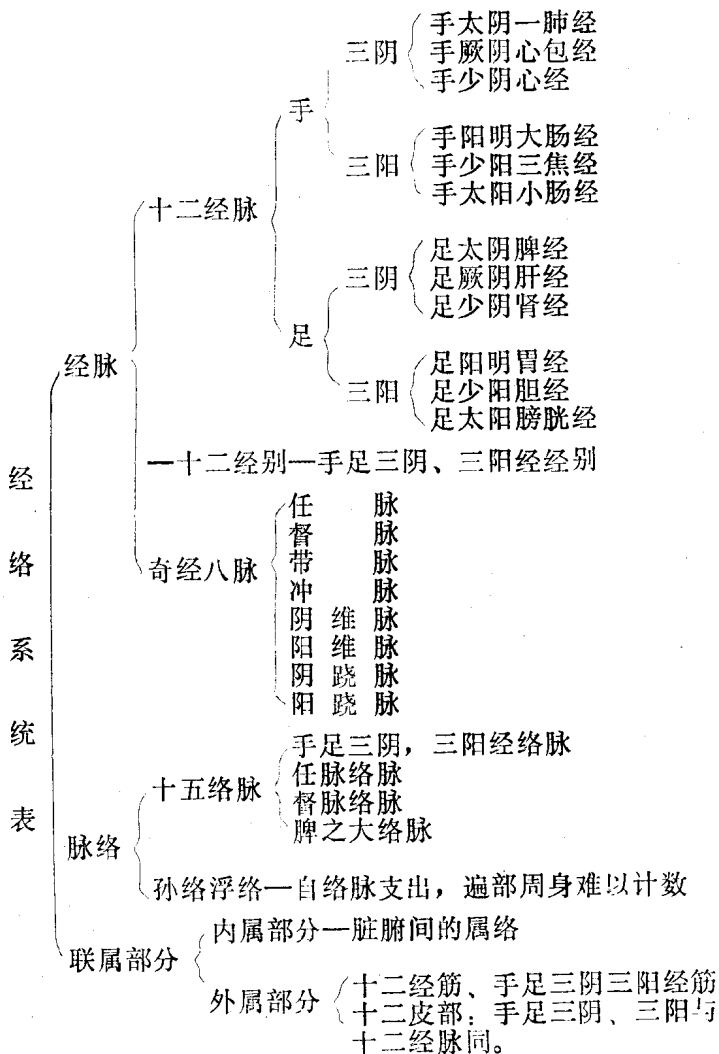 经络系统表
经脉
十二经脉
手
三阴
手太阴一肺经
手厥阴心包经
手少阴心经
三阳
手阳明大肠经
手少阳三焦经
手太阳小肠经
足
三阴
足太阴脾经
足厥阴肝经
足少阴肾经
三阳
足阳明胃经
足少阳胆经
足太阳膀胱经
一十二经别—手足三阴、三阳经经别
奇经八脉
任脉
督脉
带脉
冲脉
阴维脉
阳维脉
阴跷脉
阳跷脉
脉络
十五络脉
手足三阴，三阳经络脉
任脉络脉
督脉络脉
脾之大络脉
孙络浮络—自络脉支出，遍部周身难以计数
联属部分
内属部分—脏腑间的属络
外属部分
十二经筋、手足三阴三阳经筋
十二皮部：手足三阴、三阳与
十二经脉同。